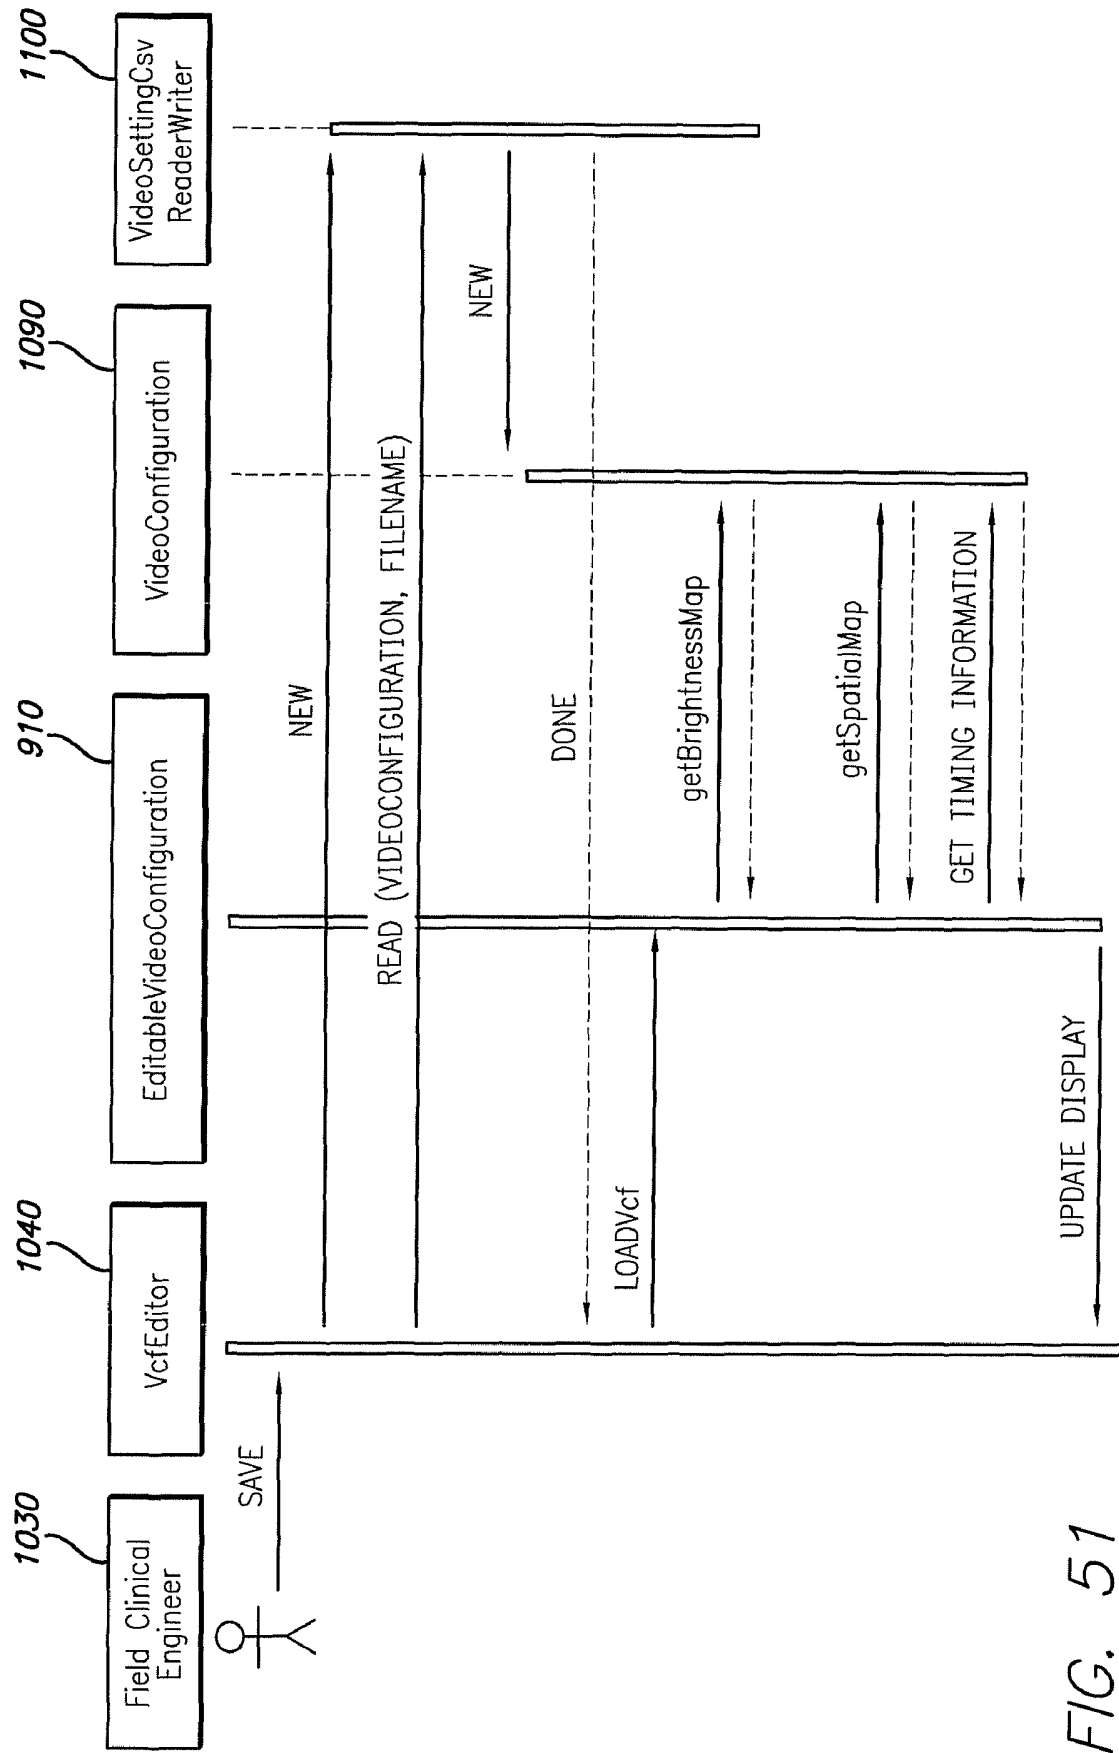 1030
1040
910
1090
1100
Field Clinical
Engineer
VcfEditor
EditableVideoConfiguration
VideoConfiguration
VideoSettingCsv
ReaderWriter
SAVE
NEW
READ (VIDEOCONFIGURATION, FILENAME)
NEW
DONE
LOADVcf
getBrightnessMap
getSpatialMap
GET TIMING INFORMATION
UPDATE DISPLAY
FIG. 51